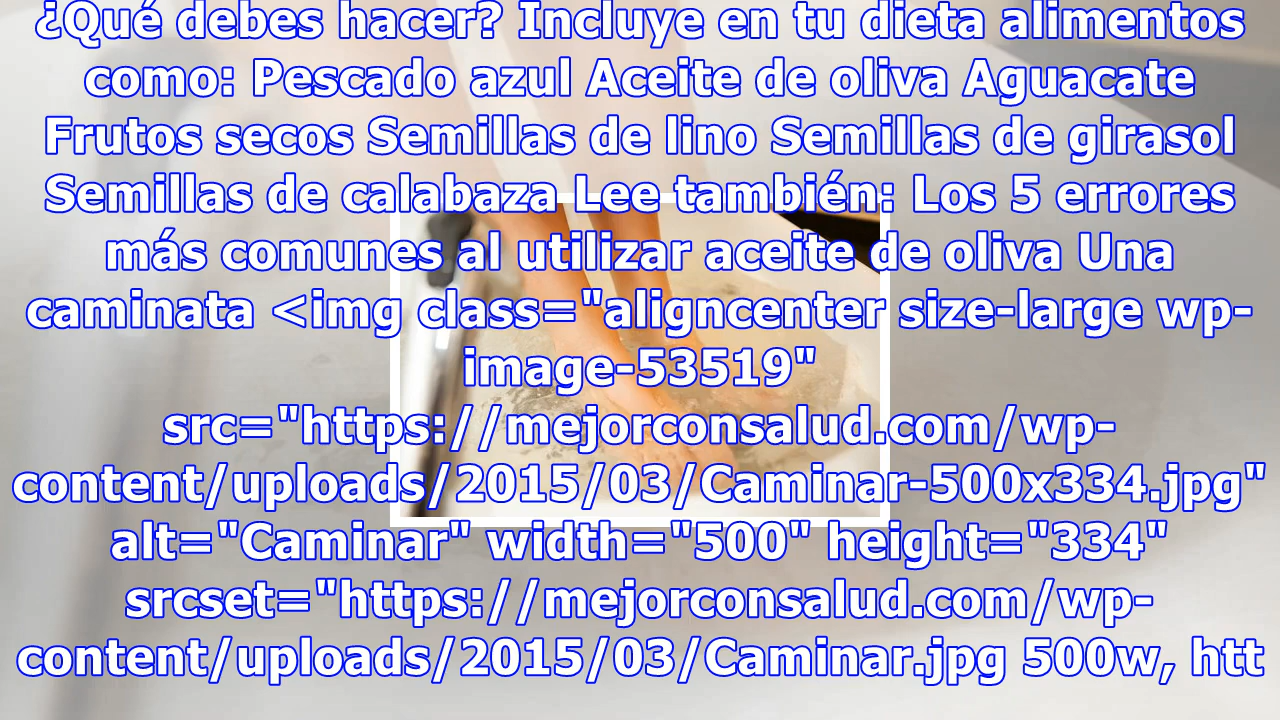 ¿Qué debes hacer? Incluye en tu dieta alimentos
como: Pescado azul Aceite de oliva Aguacate
Frutos secos Semillas de lino Semillas de girasol
Semillas de calabaza Lee también: Los 5 errores
más comunes al utilizar aceite de oliva Una
caminata <img class="aligncenter size-large wp-
image-53519"
src="https://mejorconsalud.com/wp-
content/uploads/2015/03/Caminar-500x334.jpg"
alt="Caminar" width="500" height="334"
srcset="https://mejorconsalud.com/wp-
content/uploads/2015/03/Caminar.jpg 500w, htt